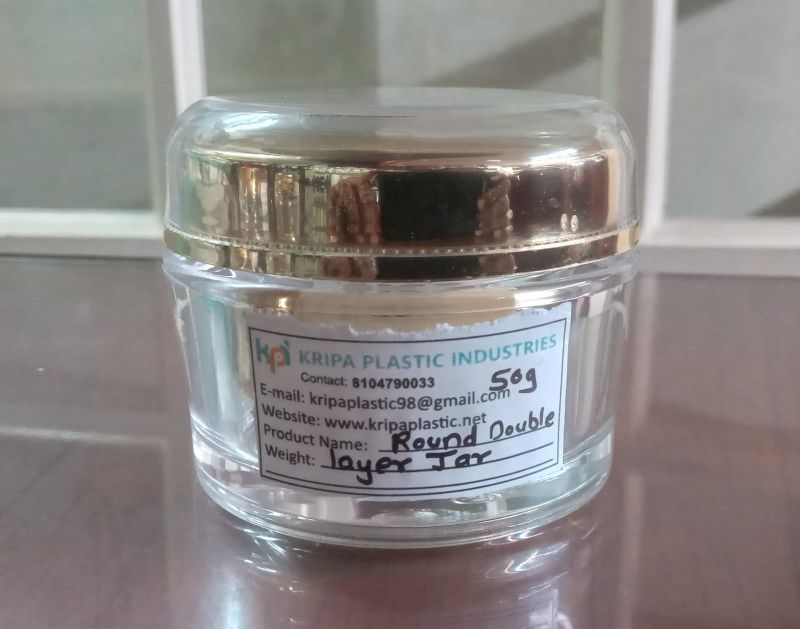 kpi KRIPA PLASTIC INDUSTRIES
Contact: 8104790033
50g
E-mail: kripaplastic98@gmail.com
Website: www.kripaplastic.net
Product Name: Round Double
Weight: layer Jar